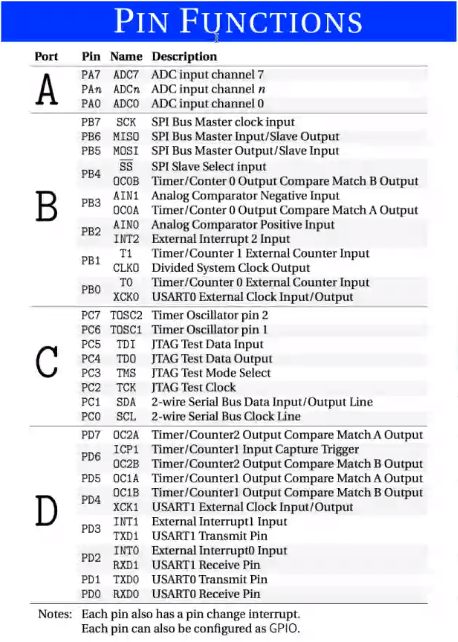 PIN FUNCTIONS
Port Pin Name Description
A
PA7 ADC7 ADC input channel 7
PAn ADCn ADC input channel n
PA0 ADC0 ADC input channel 0
B
PB7 SCK SPI Bus Master clock input
PB6 MISO SPI Bus Master Input/Slave Output
PB5 MOSI SPI Bus Master Output/Slave Input
PB4 SS SPI Slave Select input
OC0B Timer/Conter 0 Output Compare Match B Output
PB3 AIN1 Analog Comparator Negative Input
OC0A Timer/Conter 0 Output Compare Match A Output
PB2 AIN0 Analog Comparator Positive Input
INT2 External Interrupt 2 Input
PB1 T1 Timer/Counter 1 External Counter Input
CLKO Divided System Clock Output
PB0 T0 Timer/Counter 0 External Counter Input
XCK0 USART0 External Clock Input/Output
C
PC7 TOSC2 Timer Oscillator pin 2
PC6 TOSC1 Timer Oscillator pin 1
PC5 TDI JTAG Test Data Input
PC4 TDO JTAG Test Data Output
PC3 TMS JTAG Test Mode Select
PC2 TCK JTAG Test Clock
PC1 SDA 2-wire Serial Bus Data Input/Output Line
PC0 SCL 2-wire Serial Bus Clock Line
D
PD7 OC2A Timer/Counter2 Output Compare Match A Output
PD6 ICP1 Timer/Counter1 Input Capture Trigger
OC2B Timer/Counter2 Output Compare Match B Output
PD5 OC1A Timer/Counter1 Output Compare Match A Output
PD4 OC1B Timer/Counter1 Output Compare Match B Output
XCK1 USART1 External Clock Input/Output
PD3 INT1 External Interrupt1 Input
TXD1 USART1 Transmit Pin
PD2 INT0 External Interrupt0 Input
RXD1 USART1 Receive Pin
PD1 TXD0 USART0 Transmit Pin
PD0 RXD0 USART0 Receive Pin
Notes: Each pin also has a pin change interrupt.
Each pin can also be configured as GPIO.